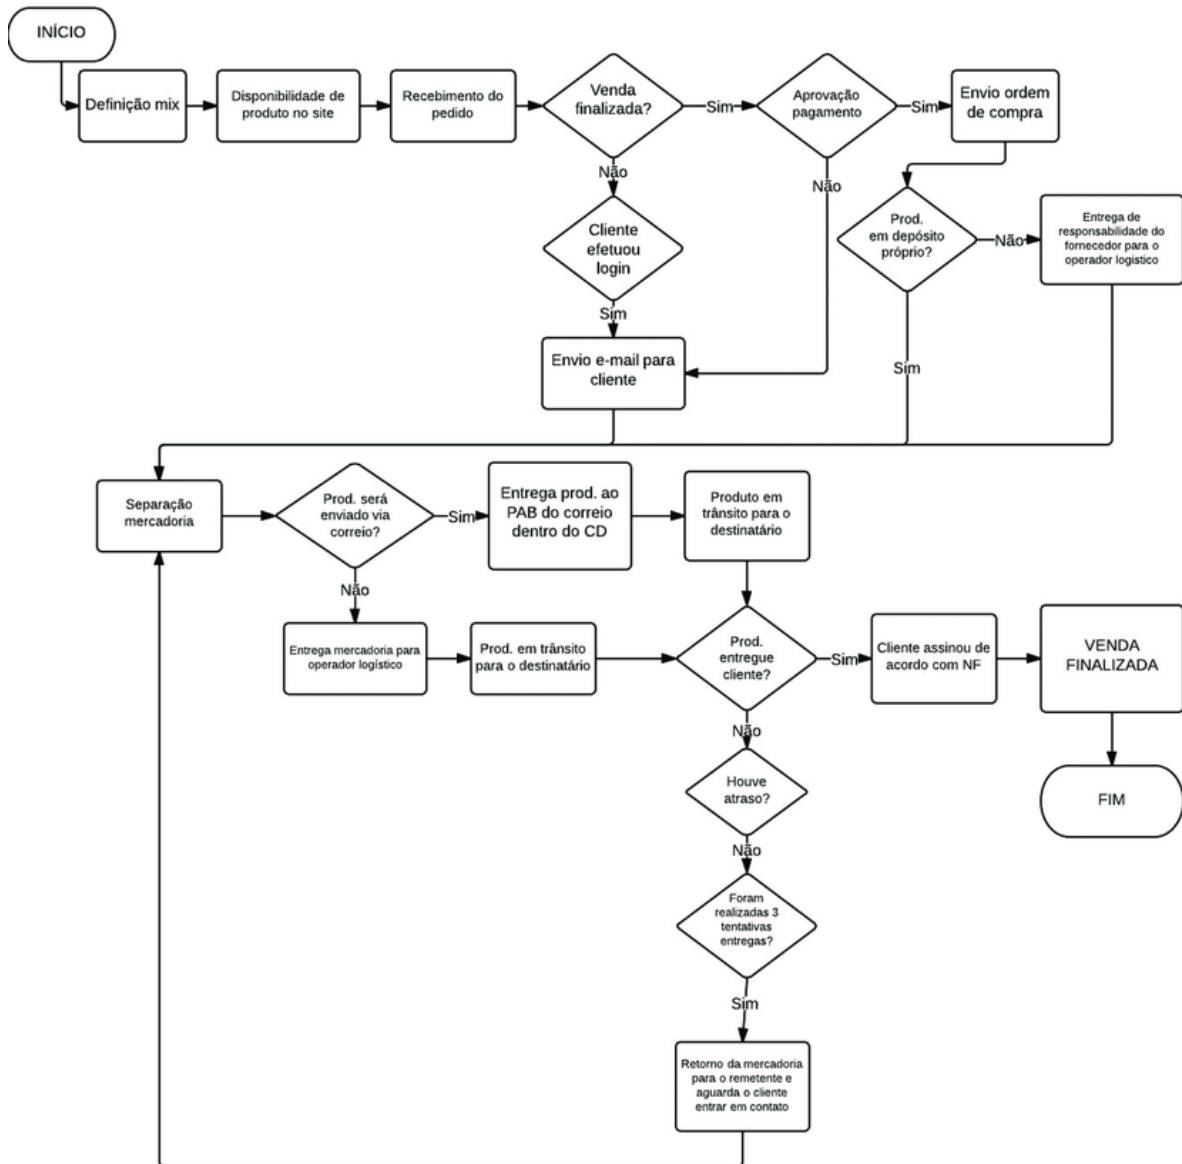 INÍCIO
Definição mix
Disponibilidade de
produto no site
Recebimento do
pedido
Venda
finalizada?
Sim
Aprovação
pagamento
Sim
Envio ordem
de compra
Não
Não
Cliente
efetuou
login
Prod.
em depósito
próprio?
Não
Entrega de
responsabilidade do
fornecedor para o
operador logistico
Sim
Envio e-mail para
cliente
Sim
Separação
mercadoria
Prod. será
enviado via
correio?
Sim
Entrega prod. ao
PAB do correio
dentro do CD
Produto em
trânsito para o
destinatário
Não
Entrega mercadoria para
operador logístico
Prod. em trânsito
para o destinatário
Prod.
entregue
cliente?
Sim
Cliente assinou de
acordo com NF
VENDA
FINALIZADA
Não
Houve
atraso?
FIM
Não
Foram
realizadas 3
tentativas
entregas?
Sim
Retorno da mercadoria
para o remetente e
aguarda o cliente
entrar em contato